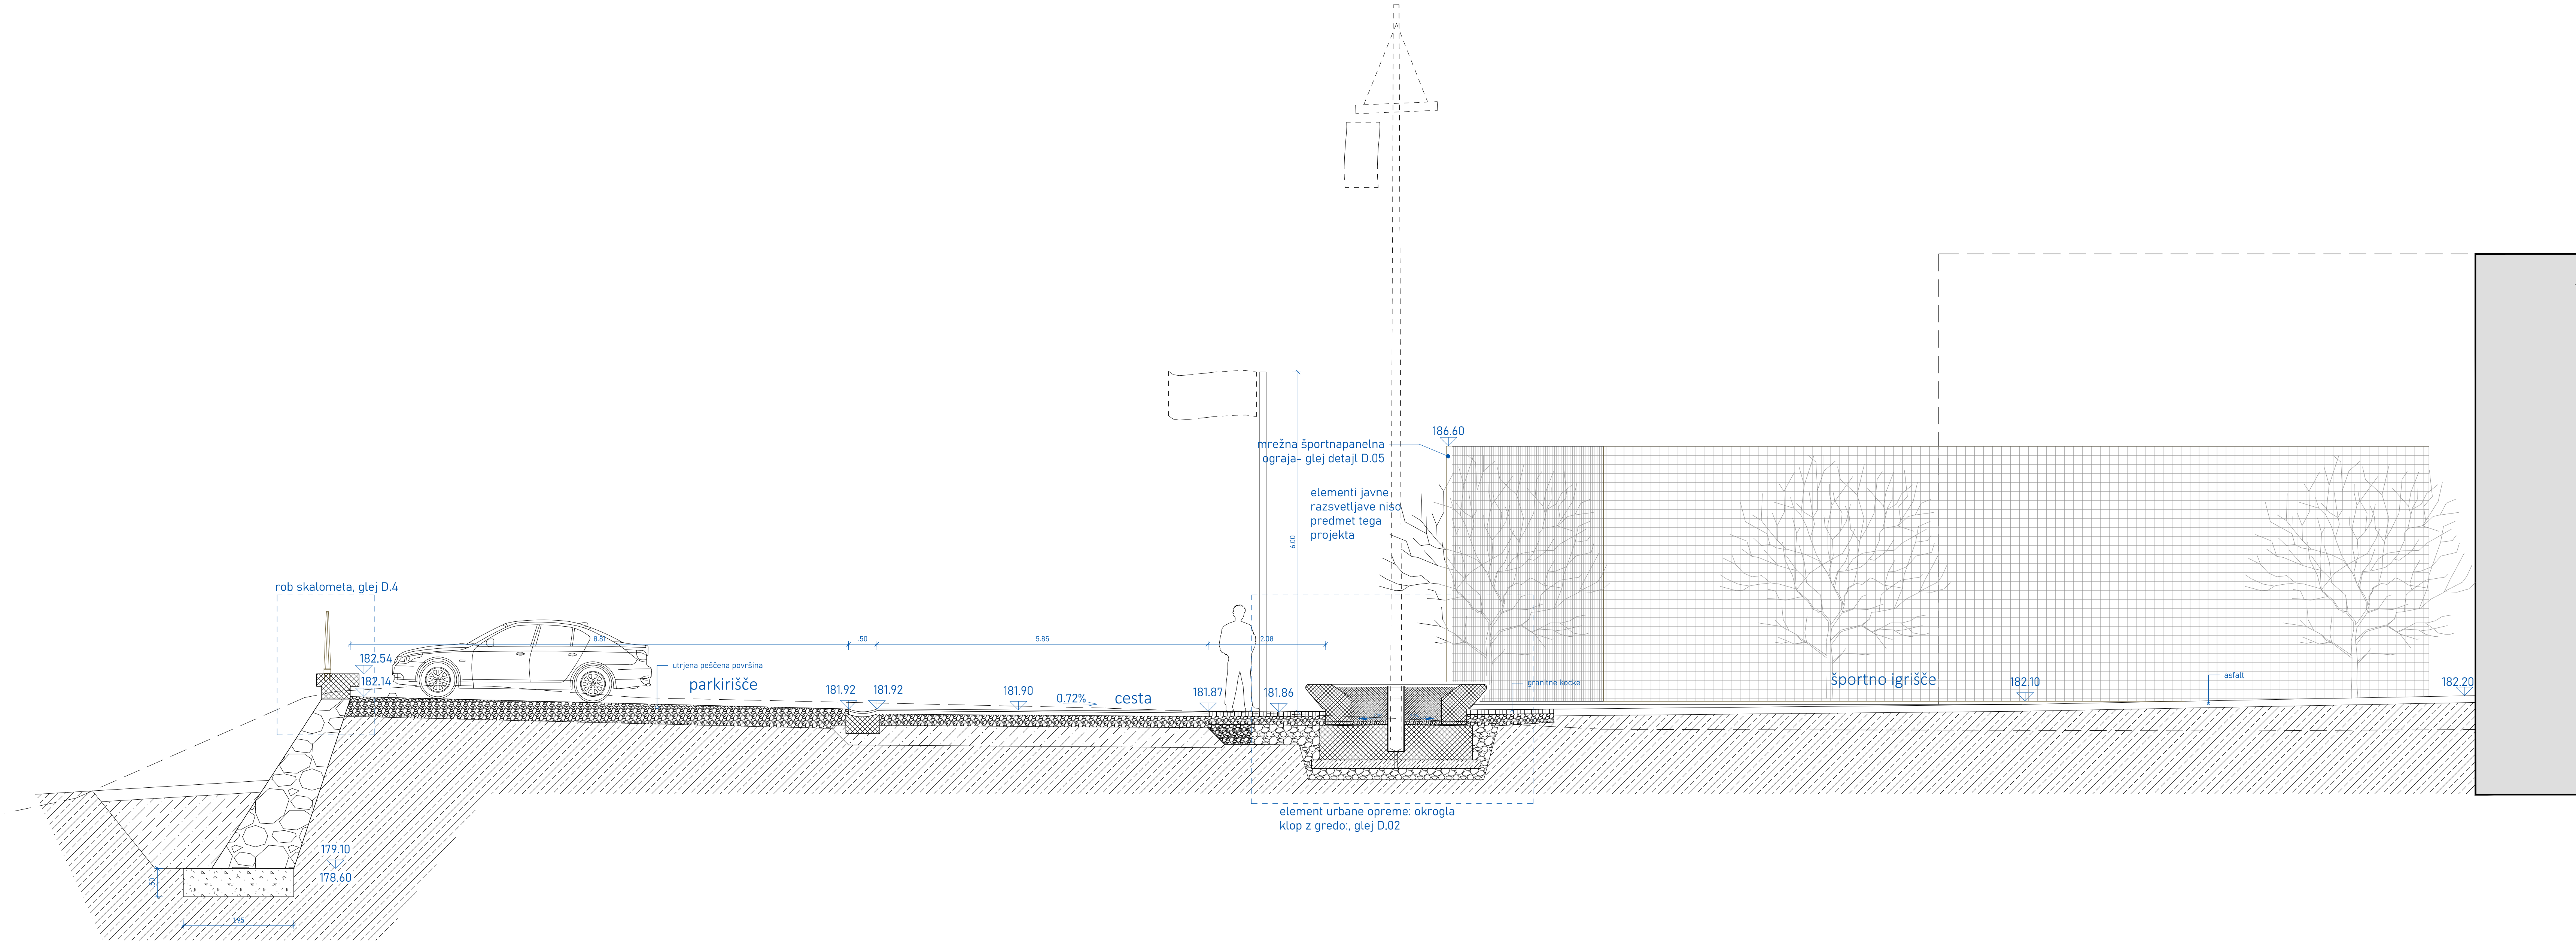 186.60
mrežna športnapanelna
ograja- glej detajl D.05
elementi javne
razsvetljave niso
predmet tega
projekta
6.00
rob skalometa, glej D.4
8.81
.50
5.85
2.08
182.54
182.14
utrjena peščena površina
parkirišče
181.92
181.92
181.90
0.72%
cesta
181.87
181.86
granitne kocke
športno igrišče
182.10
asfalt
182.20
element urbane opreme: okrogla
klop z gredo:, glej D.02
179.10
178.60
.50
1.95